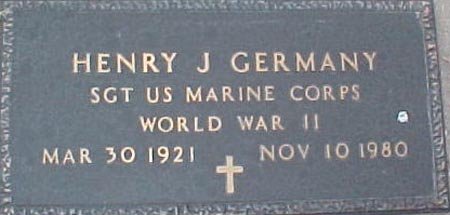 HENRY J GERMANY
SGT US MARINE CORPS
WORLD WAR II
MAR 30 1921 NOV 10 1980